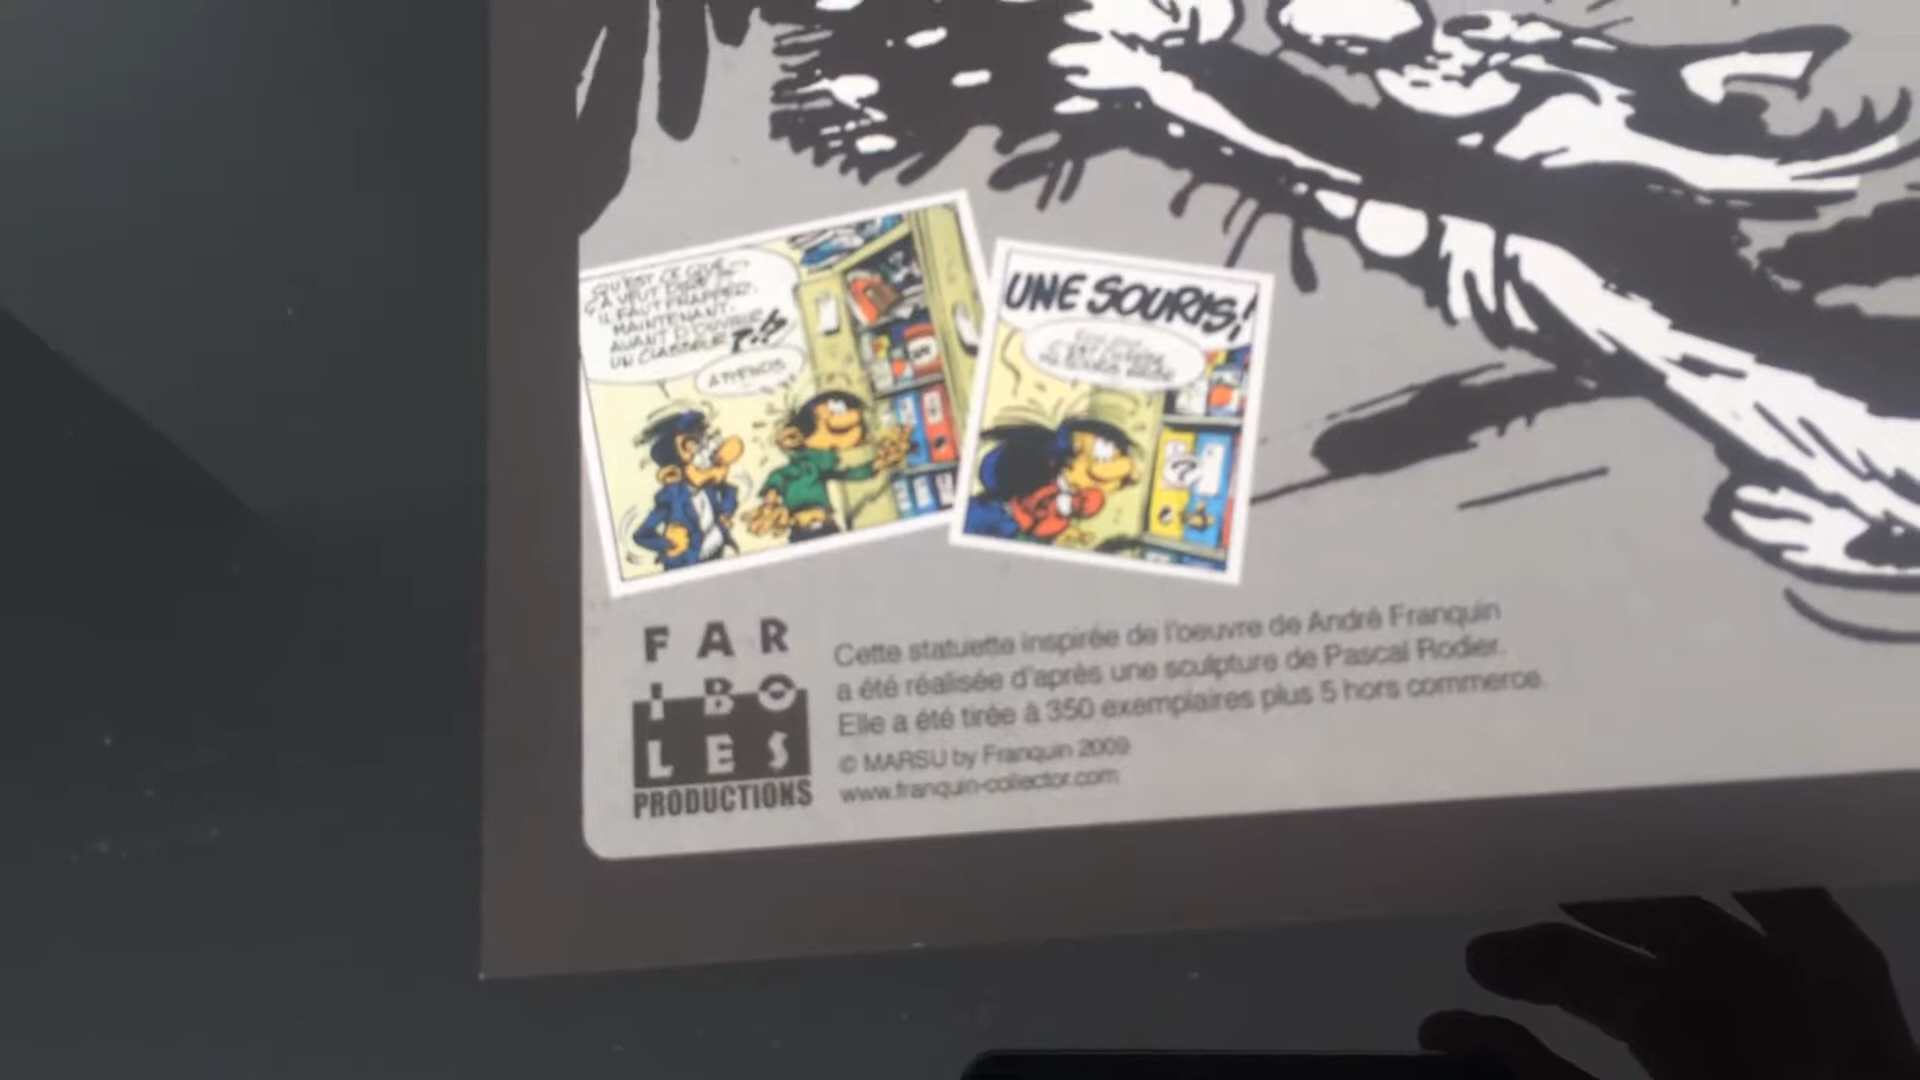 QU'EST CE QUE
ÇA VEUT DIRE...
IL FAUT FRAPPER,
MAINTENANT,
AVANT D'OUVRIR
UN CLASSEUR ?!!
ATTENDS
UNE SOURIS!
?
FAR
IBO
LES
PRODUCTIONS
Cette statuette inspirée de l'oeuvre de André Franquin
a été réalisée d'après une sculpture de Pascal Rodier.
Elle a été tirée à 350 exemplaires plus 5 hors commerce.
© MARSU by Franquin 2009
www.franquin-collector.com